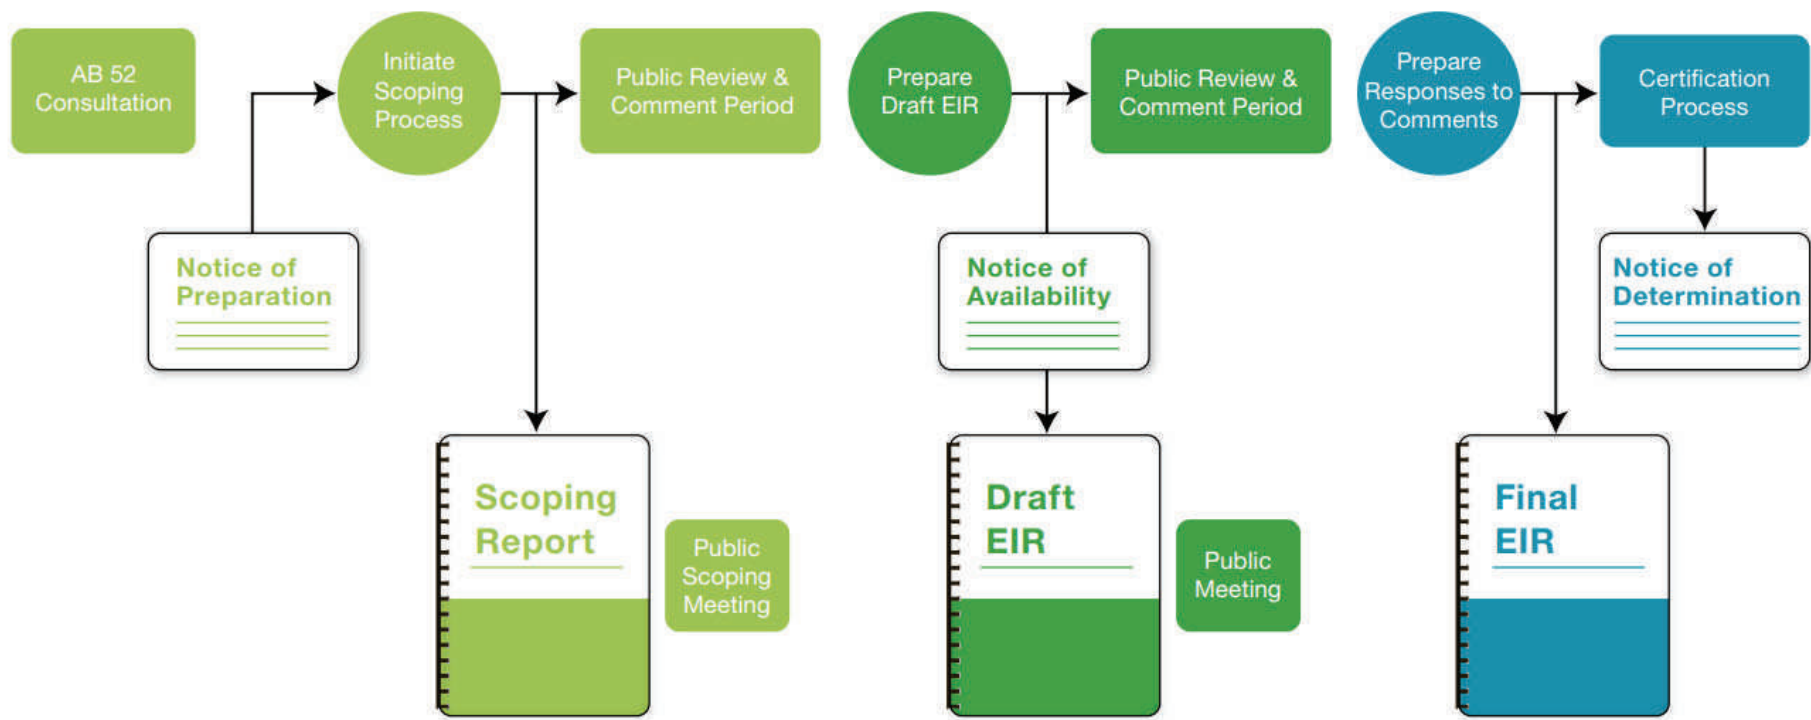 AB 52
Consultation
Initiate
Scoping
Process
Public Review &
Comment Period
Prepare
Draft EIR
Public Review &
Comment Period
Prepare
Responses to
Comments
Certification
Process
Notice of
Preparation
Notice of
Availability
Notice of
Determination
Scoping
Report
Public
Scoping
Meeting
Draft
EIR
Public
Meeting
Final
EIR